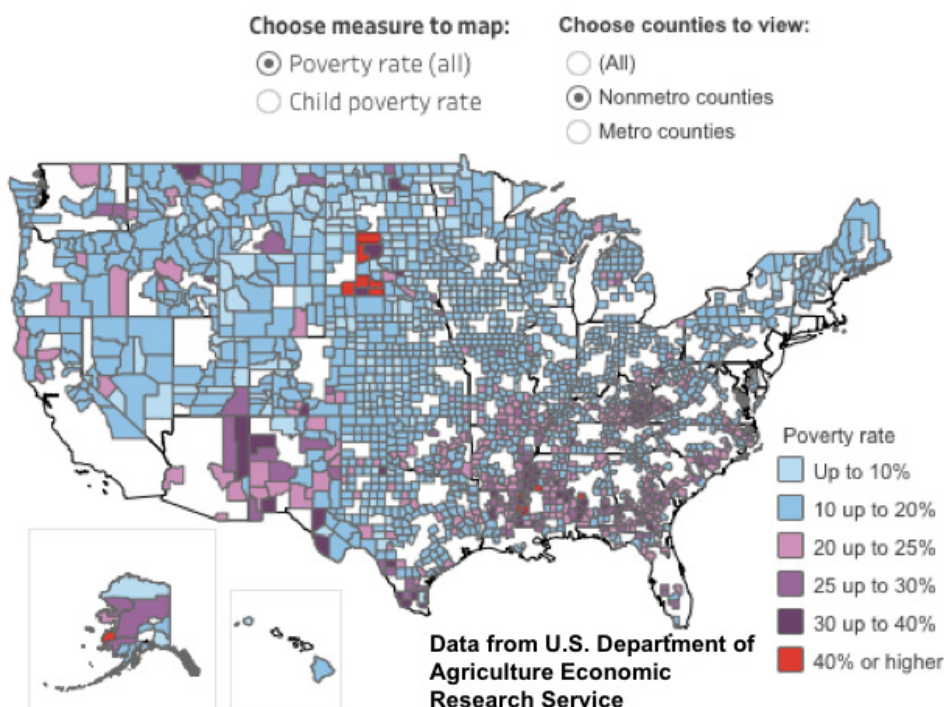 Choose measure to map:
Poverty rate (all)
Child poverty rate
Choose counties to view:
(All)
Nonmetro counties
Metro counties
Poverty rate
Up to 10%
10 up to 20%
20 up to 25%
25 up to 30%
30 up to 40%
40% or higher
Data from U.S. Department of
Agriculture Economic
Research Service